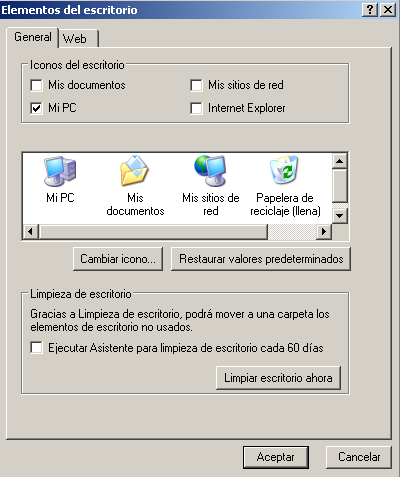 Elementos del escritorio
General Web
Iconos del escritorio
Mis documentos Mis sitios de red
Mi PC Internet Explorer
Mi PC Mis documentos Mis sitios de red Papelera de reciclaje (llena)
Cambiar icono... Restaurar valores predeterminados
Limpieza de escritorio
Gracias a Limpieza de escritorio, podrá mover a una carpeta los
elementos de escritorio no usados.
Ejecutar Asistente para limpieza de escritorio cada 60 días
Limpiar escritorio ahora
Aceptar Cancelar